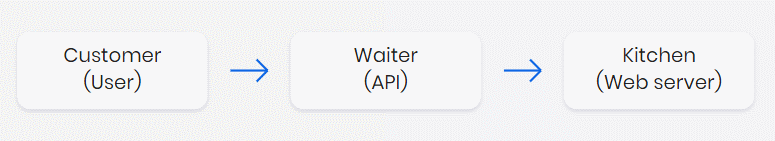 Customer
(User)
Waiter
(API)
Kitchen
(Web server)